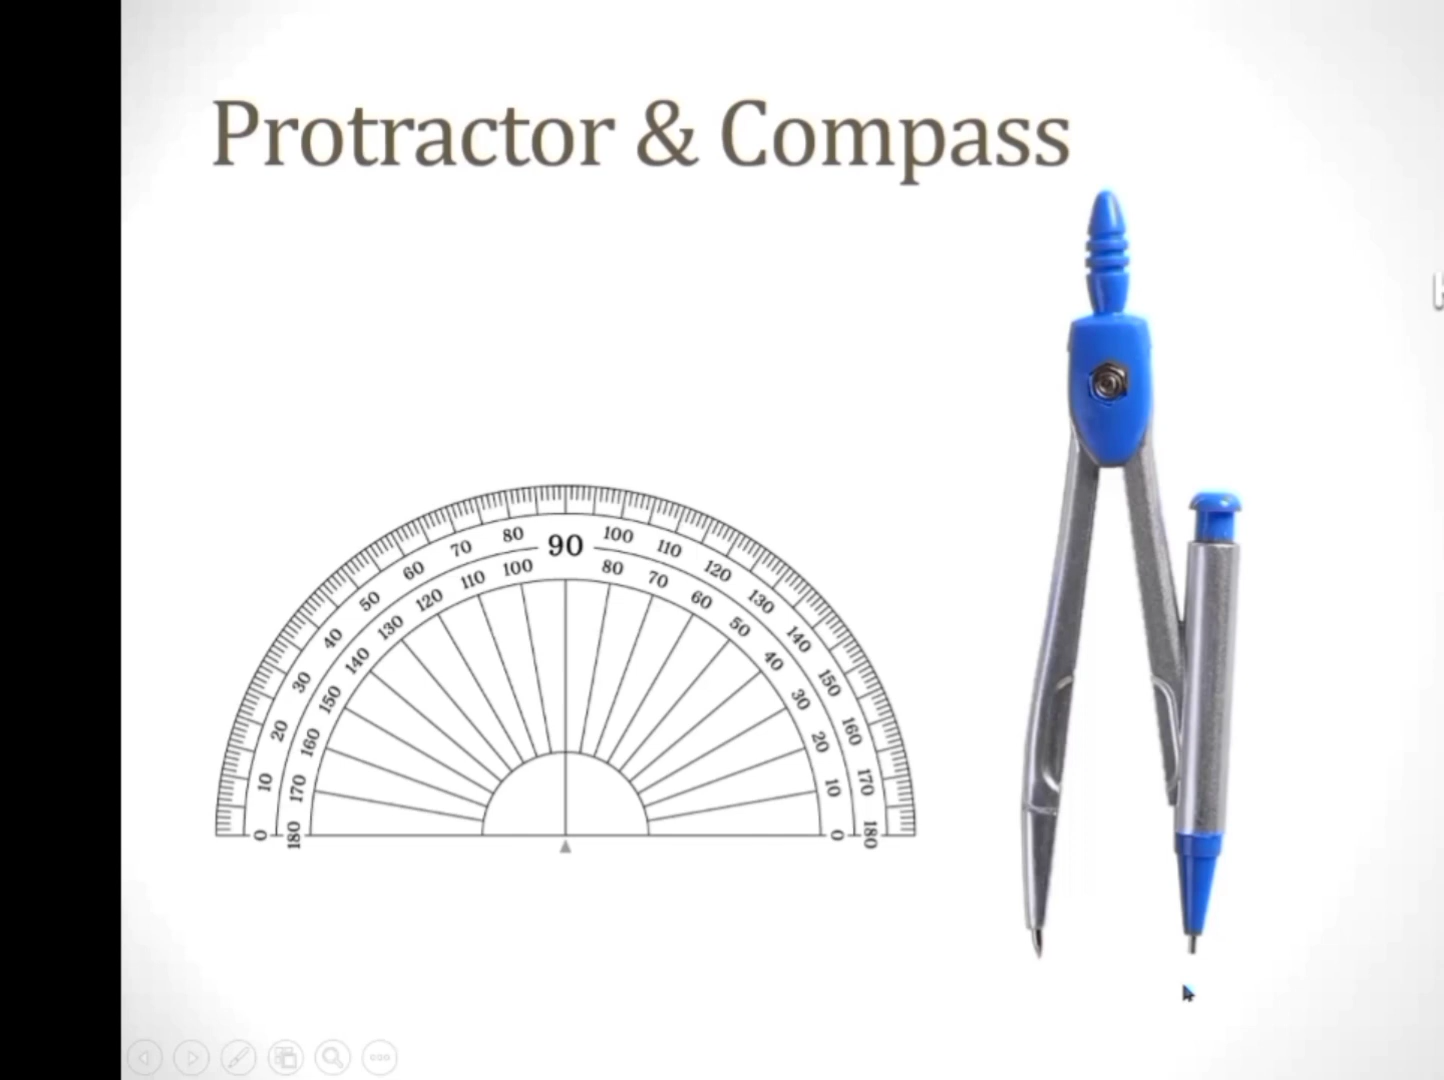 Protractor & Compass
0 10 20 30 40 50 60 70 80 90 100 110 120 130 140 150 160 170 180
180 170 160 150 140 130 120 110 100 80 70 60 50 40 30 20 10 0